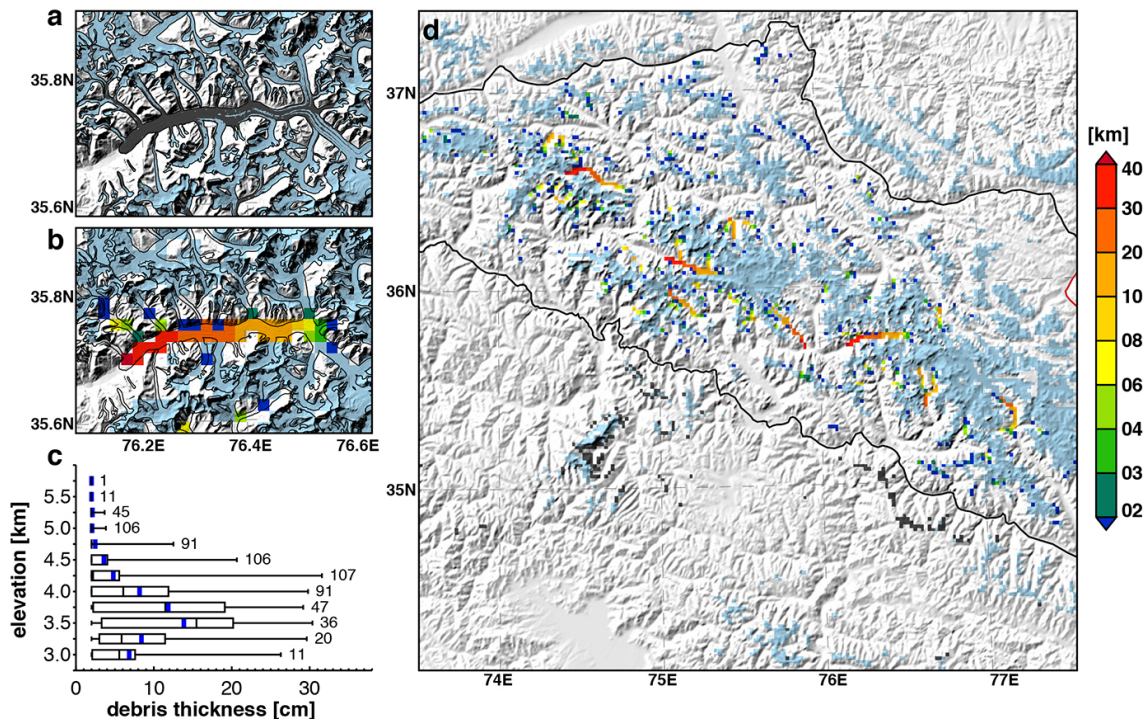 a
35.8N
35.6N
b
35.8N
35.6N
76.2E 76.4E 76.6E
c
elevation [km]
5.5
5.0
4.5
4.0
3.5
3.0
1
11
45
106
91
106
107
91
47
36
20
11
0 10 20 30
debris thickness [cm]
d
37N
36N
35N
74E 75E 76E 77E
[km]
40
30
20
10
08
06
04
03
02